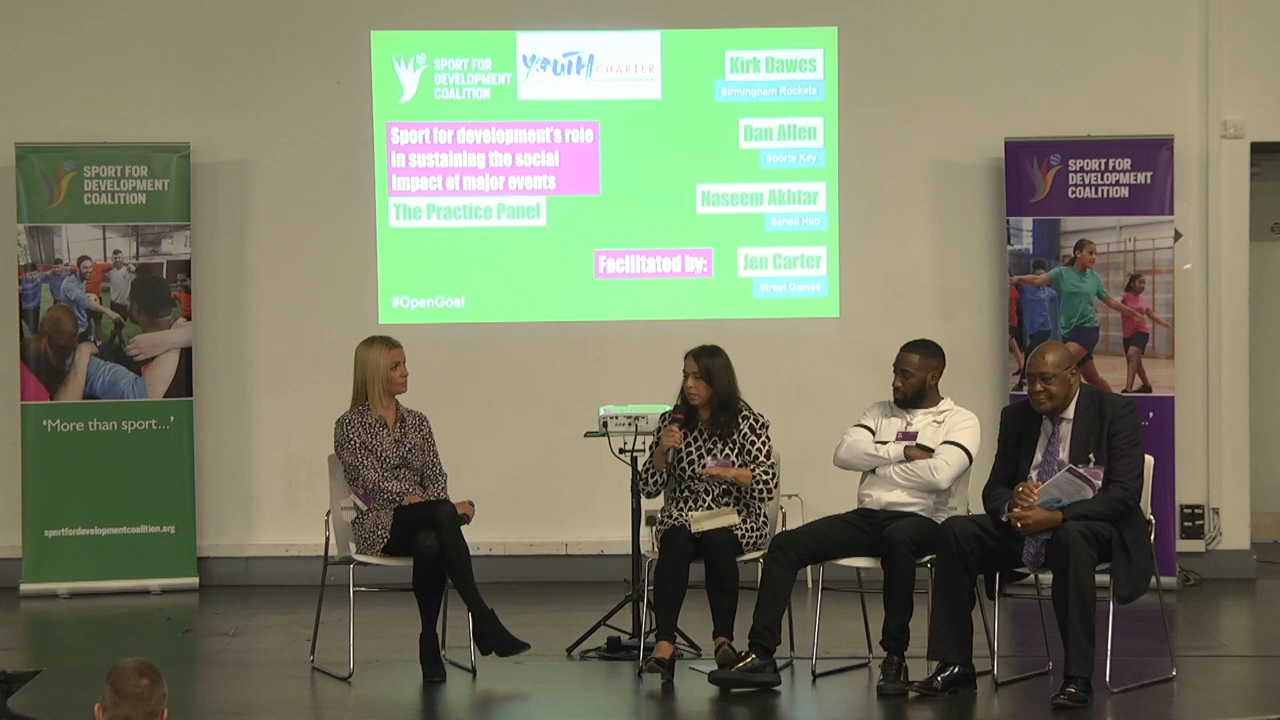 SPORT FOR
DEVELOPMENT
COALITION
YOUTH CHARTER
Sport for development's role
in sustaining the social
impact of major events
The Practice Panel
Kirk Dawes
Birmingham Rockets
Dan Allen
Sports Key
Naseem Akhtar
Saheli Hub
Facilitated by:
Jen Carter
Street Games
#OpenGoal
SPORT FOR
DEVELOPMENT
COALITION
'More than sport...'
sportfordevelopmentcoalition.org
SPORT FOR
DEVELOPMENT
COALITION